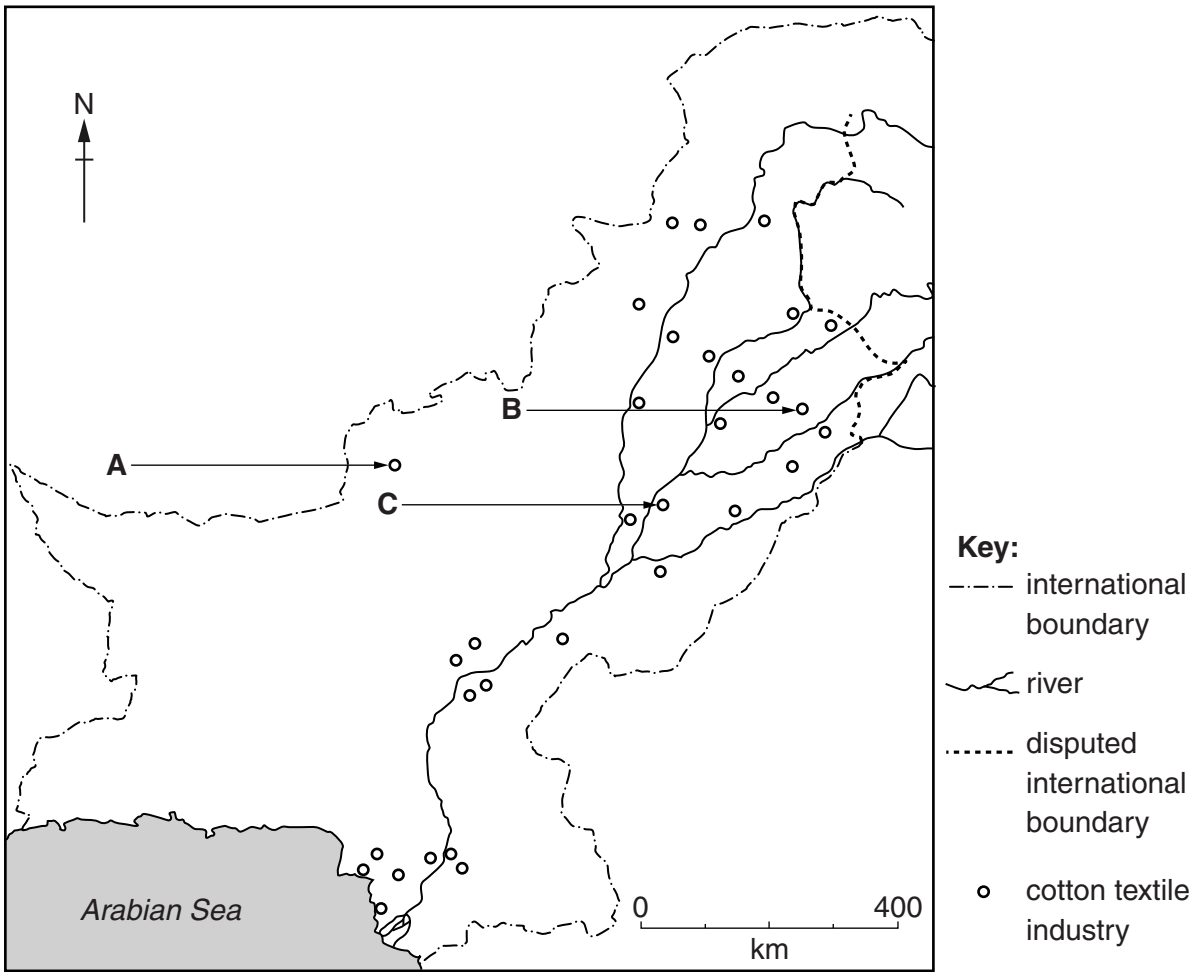 N
A
B
C
Arabian Sea
0 400
km
Key:
international
boundary
river
disputed
international
boundary
cotton textile
industry